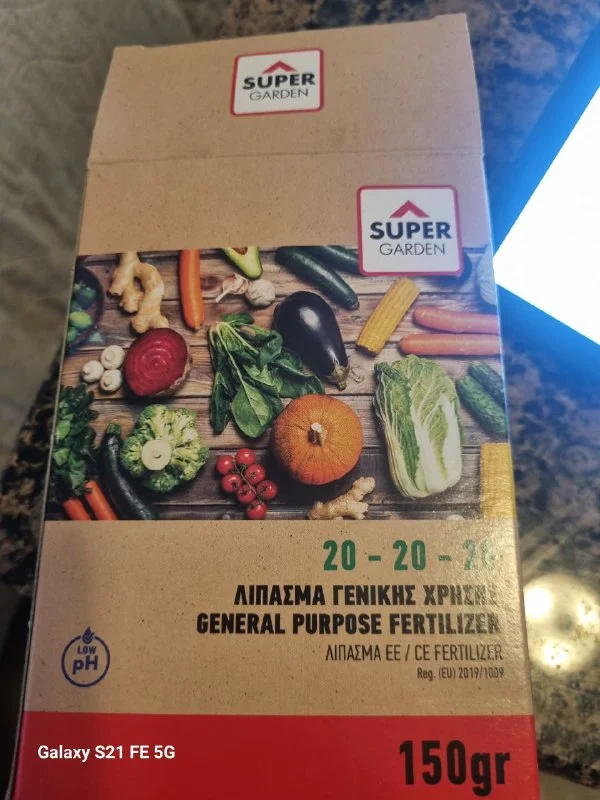 SUPER
GARDEN
SUPER
GARDEN
20 - 20 - 20
ΛΙΠΑΣΜΑ ΓΕΝΙΚΗΣ ΧΡΗΣΗΣ
GENERAL PURPOSE FERTILIZER
ΛΙΠΑΣΜΑ ΕΕ / CE FERTILIZER
Reg. (EU) 2019/1009
LOW
pH
150gr
Galaxy S21 FE 5G